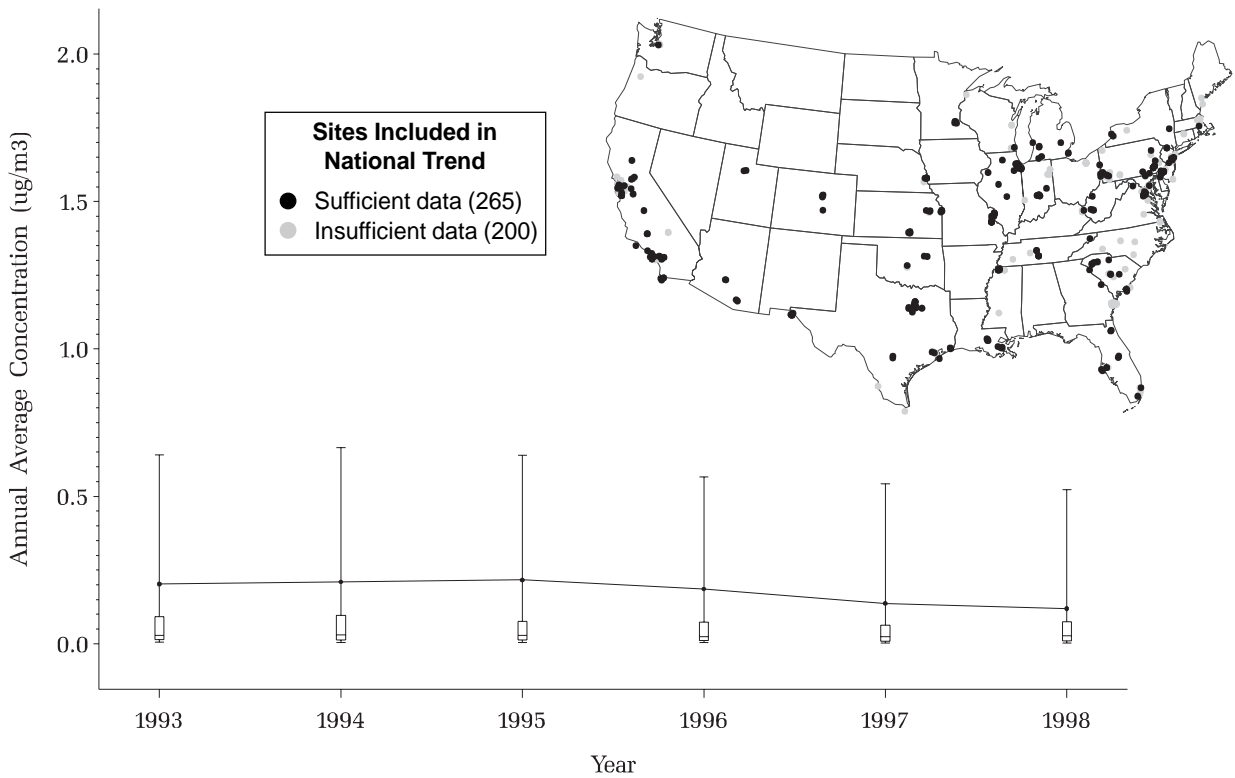 Annual Average Concentration (ug/m3)
2.0
1.5
1.0
0.5
0.0
Sites Included in
National Trend
Sufficient data (265)
Insufficient data (200)
1993 1994 1995 1996 1997 1998
Year